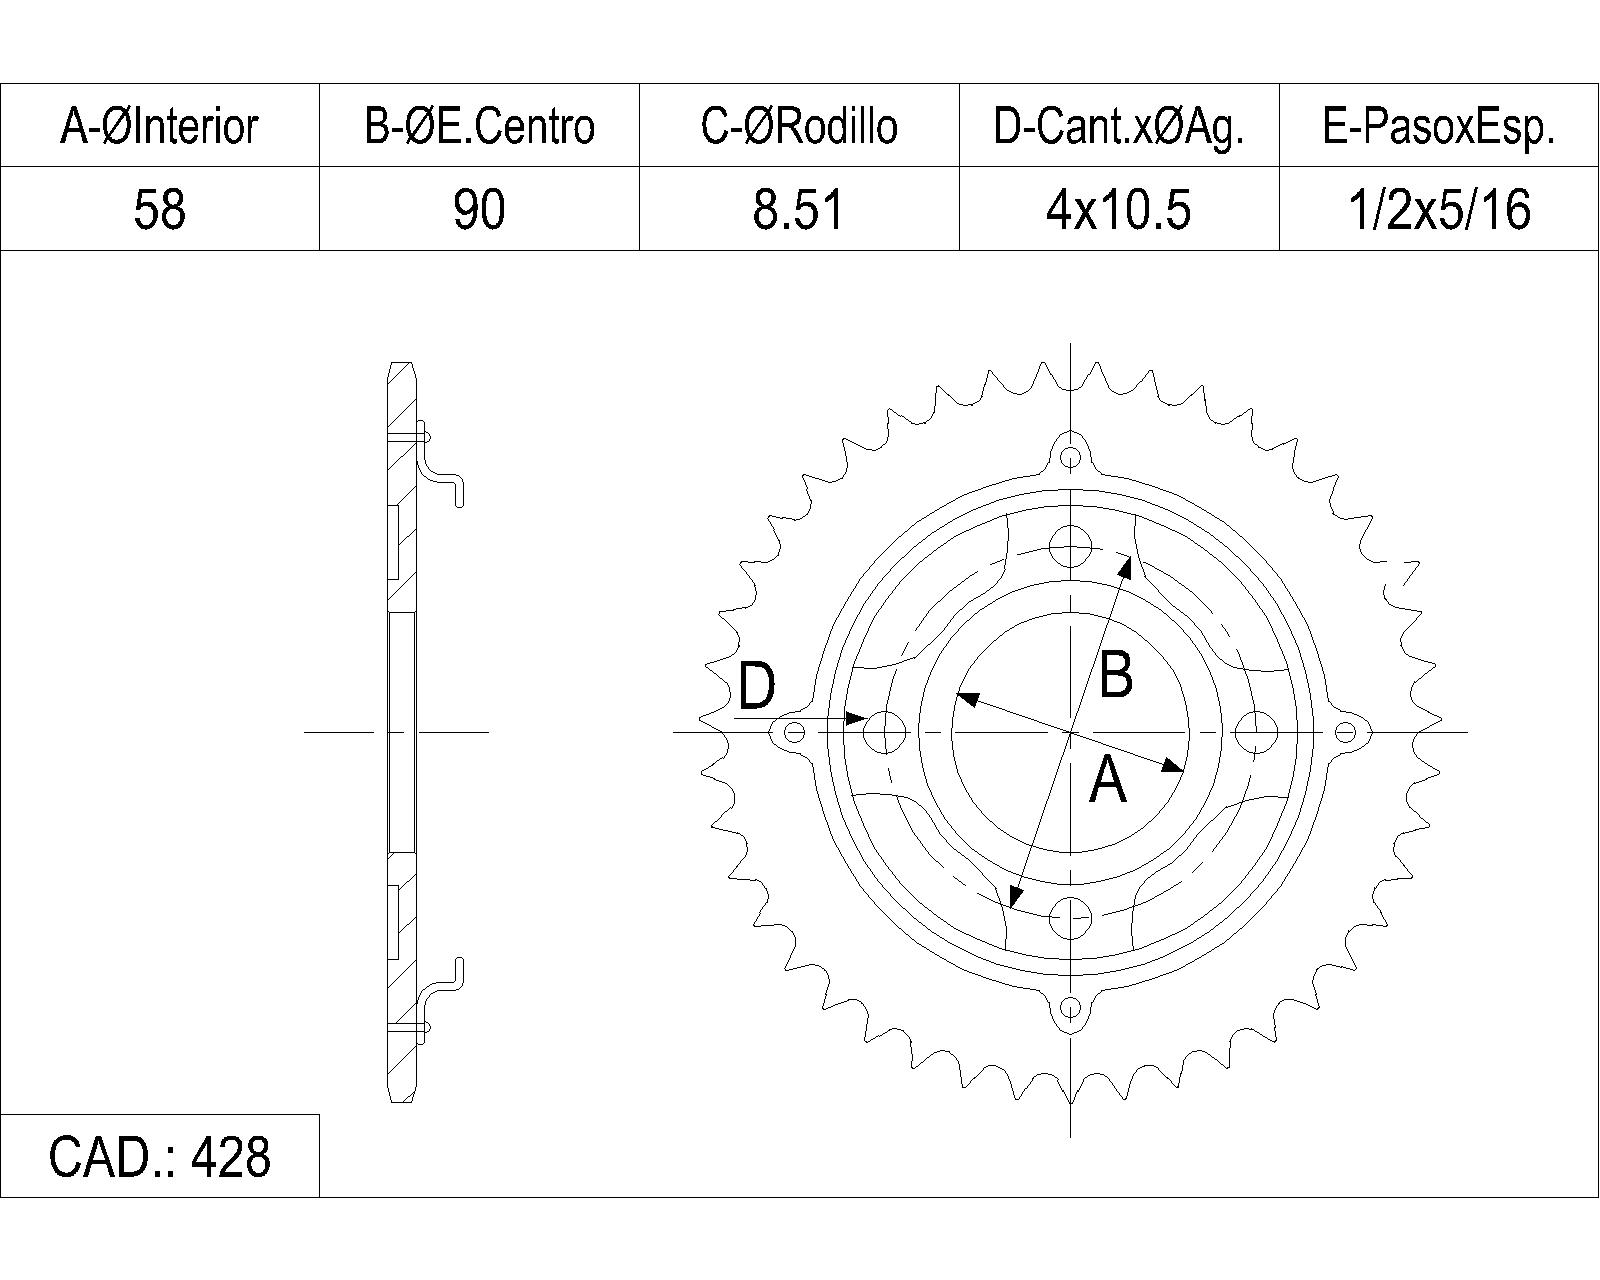 A-ØInterior B-ØE.Centro C-ØRodillo D-Cant.xØAg. E-PasoxEsp.
58 90 8.51 4x10.5 1/2x5/16
B
D
A
CAD.: 428